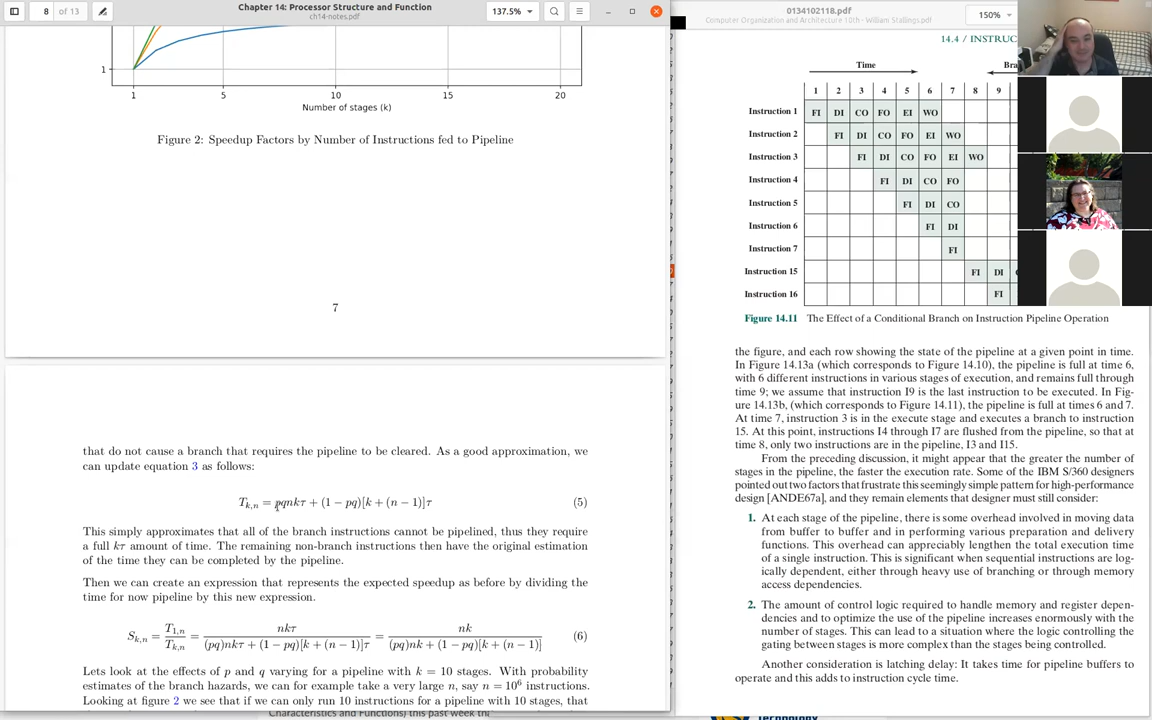 8 of 13
Chapter 14: Processor Structure and Function
ch14-notes.pdf
137.5%
1
1 5 10 15 20
Number of stages (k)
Figure 2: Speedup Factors by Number of Instructions fed to Pipeline
7
that do not cause a branch that requires the pipeline to be cleared. As a good approximation, we
can update equation 3 as follows:
T_{k,n} = pqnkτ + (1 − pq)[k + (n − 1)]τ (5)
This simply approximates that all of the branch instructions cannot be pipelined, thus they require
a full kτ amount of time. The remaining non-branch instructions then have the original estimation
of the time they can be completed by the pipeline.
Then we can create an expression that represents the expected speedup as before by dividing the
time for now pipeline by this new expression.
S_{k,n} = T_{1,n} / T_{k,n} = nkτ / (pq)nkτ + (1 − pq)[k + (n − 1)]τ = nk / (pq)nk + (1 − pq)[k + (n − 1)] (6)
Lets look at the effects of p and q varying for a pipeline with k = 10 stages. With probability
estimates of the branch hazards, we can for example take a very large n, say n = 10^6 instructions.
Looking at figure 2 we see that if we can only run 10 instructions for a pipeline with 10 stages, that
0134102118.pdf
Computer Organization and Architecture 10th - William Stallings.pdf
150%
14.4 / INSTRUC
Time Bra
1 2 3 4 5 6 7 8 9
Instruction 1 FI DI CO FO EI WO
Instruction 2 FI DI CO FO EI WO
Instruction 3 FI DI CO FO EI WO
Instruction 4 FI DI CO FO
Instruction 5 FI DI CO
Instruction 6 FI DI
Instruction 7 FI
Instruction 15 FI DI
Instruction 16 FI
Figure 14.11 The Effect of a Conditional Branch on Instruction Pipeline Operation
the figure, and each row showing the state of the pipeline at a given point in time.
In Figure 14.13a (which corresponds to Figure 14.10), the pipeline is full at time 6,
with 6 different instructions in various stages of execution, and remains full through
time 9; we assume that instruction I9 is the last instruction to be executed. In Fig-
ure 14.13b, (which corresponds to Figure 14.11), the pipeline is full at times 6 and 7.
At time 7, instruction 3 is in the execute stage and executes a branch to instruction
15. At this point, instructions I4 through I7 are flushed from the pipeline, so that at
time 8, only two instructions are in the pipeline, I3 and I15.
From the preceding discussion, it might appear that the greater the number of
stages in the pipeline, the faster the execution rate. Some of the IBM S/360 designers
pointed out two factors that frustrate this seemingly simple pattern for high-performance
design [ANDE67a], and they remain elements that designer must still consider:
1. At each stage of the pipeline, there is some overhead involved in moving data
from buffer to buffer and in performing various preparation and delivery
functions. This overhead can appreciably lengthen the total execution time
of a single instruction. This is significant when sequential instructions are log-
ically dependent, either through heavy use of branching or through memory
access dependencies.
2. The amount of control logic required to handle memory and register depen-
dencies and to optimize the use of the pipeline increases enormously with the
number of stages. This can lead to a situation where the logic controlling the
gating between stages is more complex than the stages being controlled.
Another consideration is latching delay: It takes time for pipeline buffers to
operate and this adds to instruction cycle time.